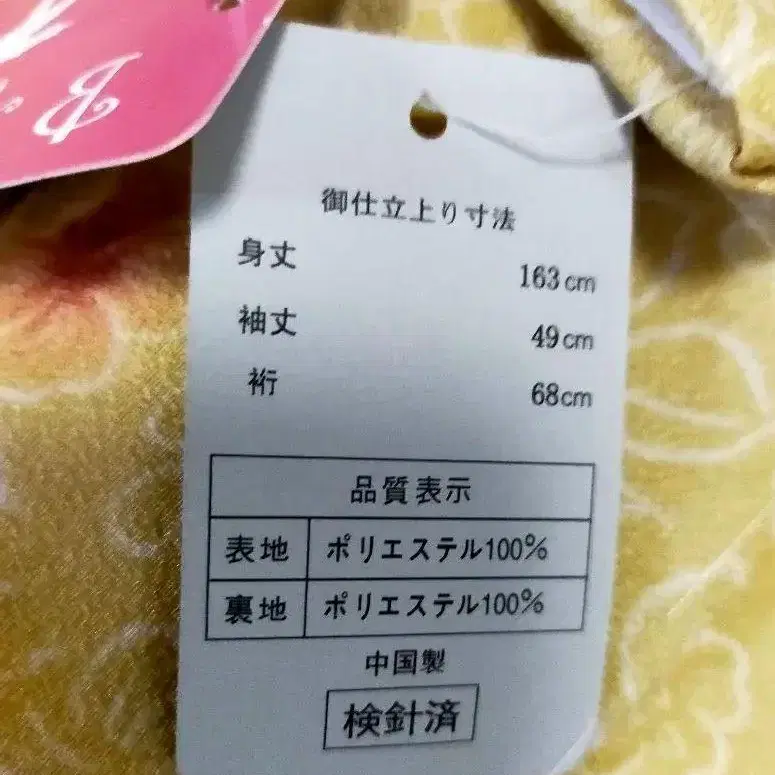 御仕立上り寸法
身丈 163cm
袖丈 49cm
裄 68cm
品質表示
表地 ポリエステル100%
裏地 ポリエステル100%
中国製
検針済